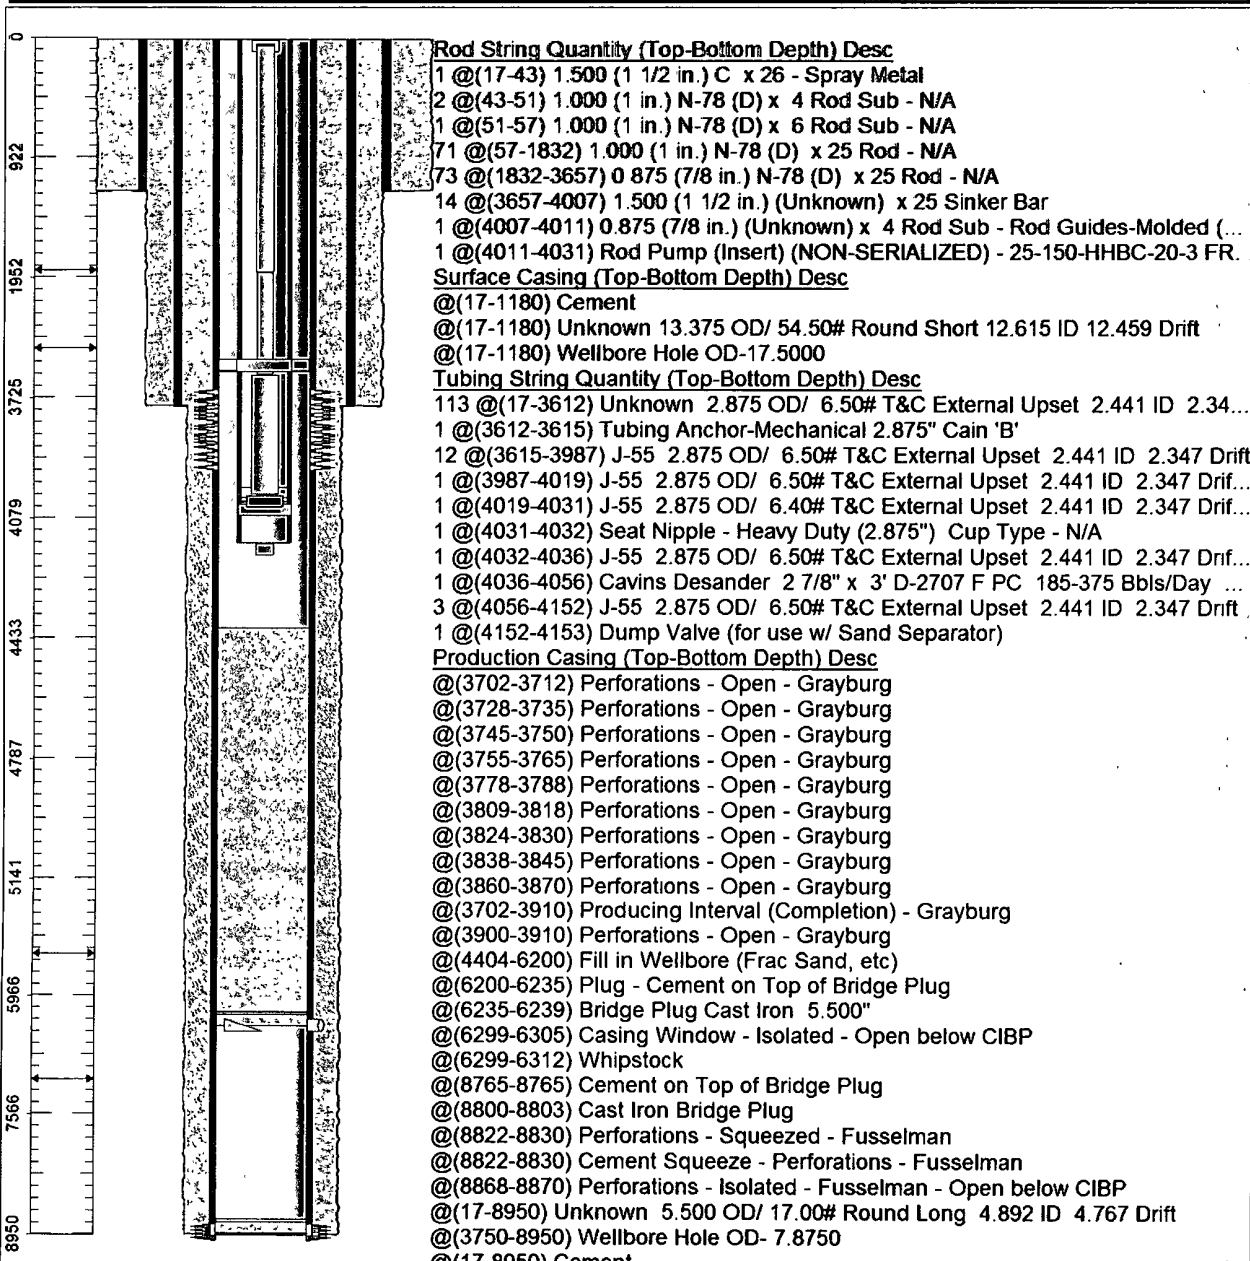 0
922
1952
3725
4079
4433
4787
5141
5966
7566
8950
Rod String Quantity (Top-Bottom Depth) Desc
1 @(17-43) 1.500 (1 1/2 in.) C x 26 - Spray Metal
2 @(43-51) 1.000 (1 in.) N-78 (D) x 4 Rod Sub - N/A
1 @(51-57) 1.000 (1 in.) N-78 (D) x 6 Rod Sub - N/A
71 @(57-1832) 1.000 (1 in.) N-78 (D) x 25 Rod - N/A
73 @(1832-3657) 0 875 (7/8 in.) N-78 (D) x 25 Rod - N/A
14 @(3657-4007) 1.500 (1 1/2 in.) (Unknown) x 25 Sinker Bar
1 @(4007-4011) 0.875 (7/8 in.) (Unknown) x 4 Rod Sub - Rod Guides-Molded (...
1 @(4011-4031) Rod Pump (Insert) (NON-SERIALIZED) - 25-150-HHBC-20-3 FR.
Surface Casing (Top-Bottom Depth) Desc
@(17-1180) Cement
@(17-1180) Unknown 13.375 OD/ 54.50# Round Short 12.615 ID 12.459 Drift
@(17-1180) Wellbore Hole OD-17.5000
Tubing String Quantity (Top-Bottom Depth) Desc
113 @(17-3612) Unknown 2.875 OD/ 6.50# T&C External Upset 2.441 ID 2.34...
1 @(3612-3615) Tubing Anchor-Mechanical 2.875" Cain 'B'
12 @(3615-3987) J-55 2.875 OD/ 6.50# T&C External Upset 2.441 ID 2.347 Drift
1 @(3987-4019) J-55 2.875 OD/ 6.50# T&C External Upset 2.441 ID 2.347 Drif...
1 @(4019-4031) J-55 2.875 OD/ 6.40# T&C External Upset 2.441 ID 2.347 Drif...
1 @(4031-4032) Seat Nipple - Heavy Duty (2.875") Cup Type - N/A
1 @(4032-4036) J-55 2.875 OD/ 6.50# T&C External Upset 2.441 ID 2.347 Drif...
1 @(4036-4056) Cavins Desander 2 7/8" x 3' D-2707 F PC 185-375 Bbls/Day ...
3 @(4056-4152) J-55 2.875 OD/ 6.50# T&C External Upset 2.441 ID 2.347 Drift
1 @(4152-4153) Dump Valve (for use w/ Sand Separator)
Production Casing (Top-Bottom Depth) Desc
@(3702-3712) Perforations - Open - Grayburg
@(3728-3735) Perforations - Open - Grayburg
@(3745-3750) Perforations - Open - Grayburg
@(3755-3765) Perforations - Open - Grayburg
@(3778-3788) Perforations - Open - Grayburg
@(3809-3818) Perforations - Open - Grayburg
@(3824-3830) Perforations - Open - Grayburg
@(3838-3845) Perforations - Open - Grayburg
@(3860-3870) Perforations - Open - Grayburg
@(3702-3910) Producing Interval (Completion) - Grayburg
@(3900-3910) Perforations - Open - Grayburg
@(4404-6200) Fill in Wellbore (Frac Sand, etc)
@(6200-6235) Plug - Cement on Top of Bridge Plug
@(6235-6239) Bridge Plug Cast Iron 5.500"
@(6299-6305) Casing Window - Isolated - Open below CIBP
@(6299-6312) Whipstock
@(8765-8765) Cement on Top of Bridge Plug
@(8800-8803) Cast Iron Bridge Plug
@(8822-8830) Perforations - Squeezed - Fusselman
@(8822-8830) Cement Squeeze - Perforations - Fusselman
@(8868-8870) Perforations - Isolated - Fusselman - Open below CIBP
@(17-8950) Unknown 5.500 OD/ 17.00# Round Long 4.892 ID 4.767 Drift
@(3750-8950) Wellbore Hole OD- 7.8750
@(17-8950) Cement